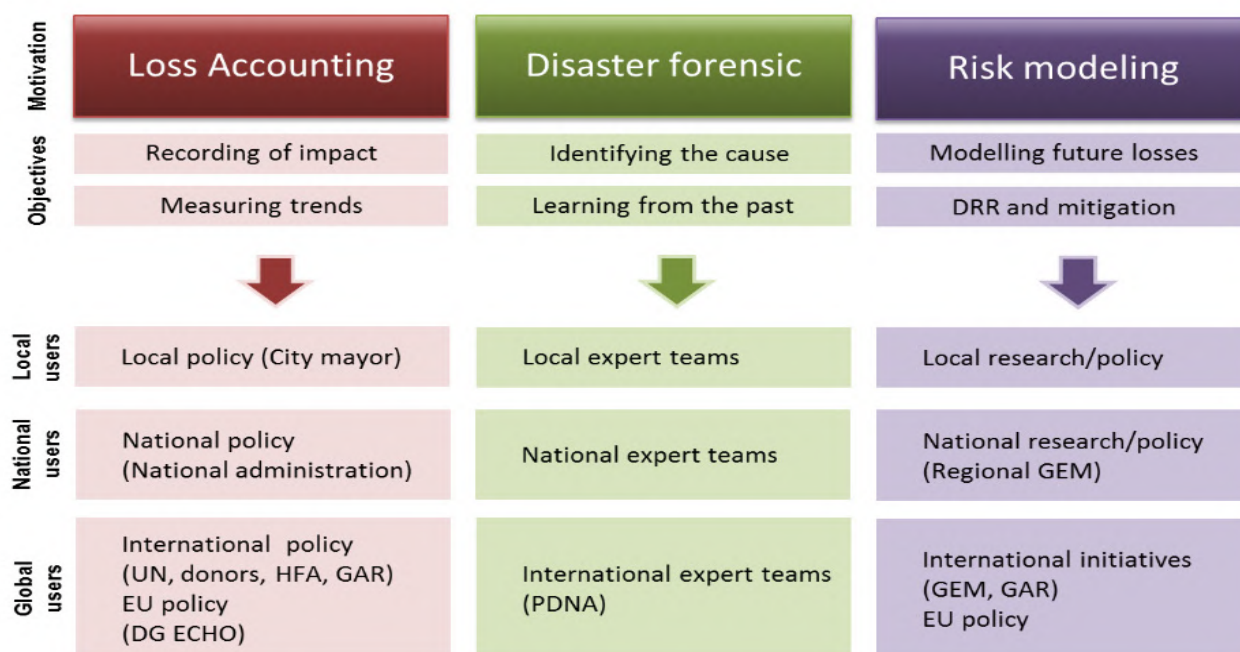 Motivation
Loss Accounting
Disaster forensic
Risk modeling
Objectives
Recording of impact
Identifying the cause
Modelling future losses
Measuring trends
Learning from the past
DRR and mitigation
Local
users
Local policy (City mayor)
Local expert teams
Local research/policy
National
users
National policy
(National administration)
National expert teams
National research/policy
(Regional GEM)
Global
users
International policy
(UN, donors, HFA, GAR)
EU policy
(DG ECHO)
International expert teams
(PDNA)
International initiatives
(GEM, GAR)
EU policy